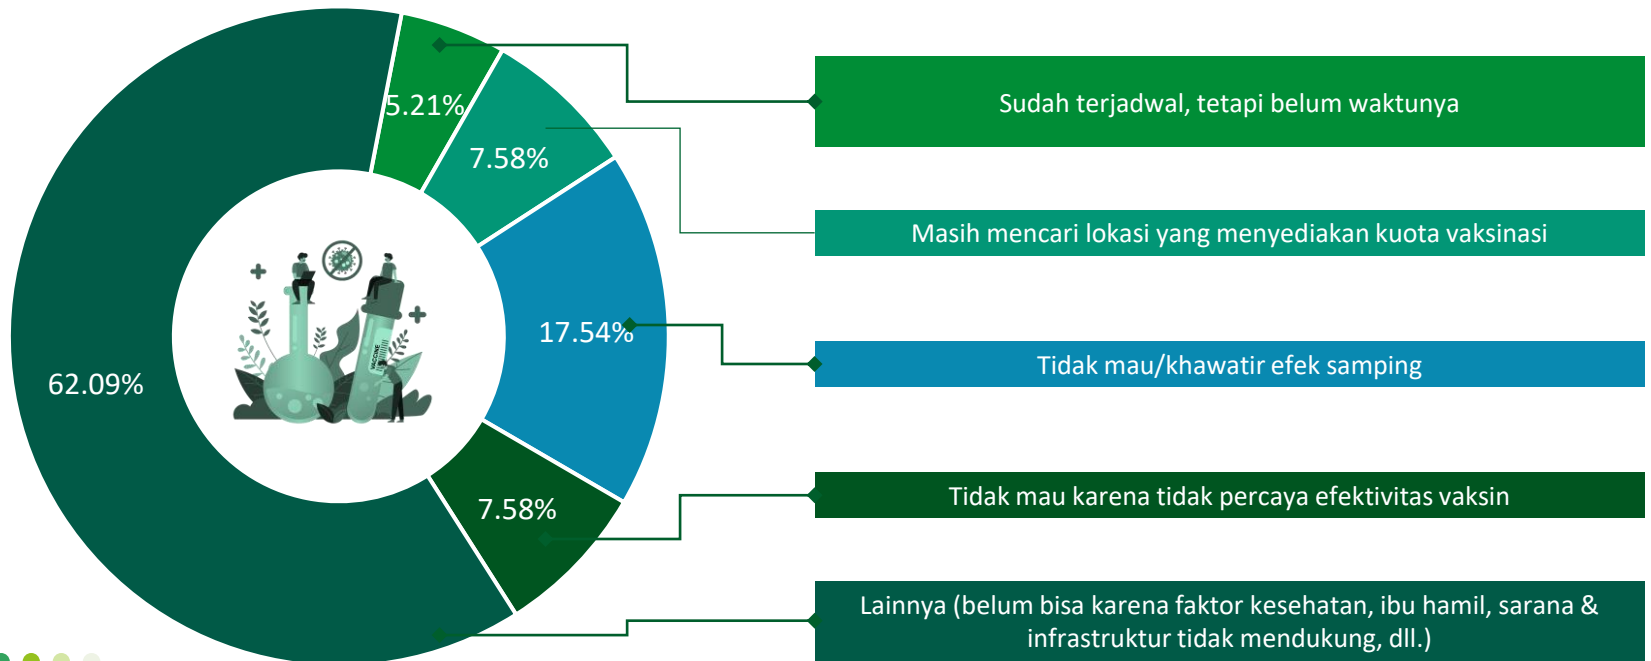 5.21%
Sudah terjadwal, tetapi belum waktunya
7.58%
Masih mencari lokasi yang menyediakan kuota vaksinasi
17.54%
Tidak mau/khawatir efek samping
62.09%
VACCINE
7.58%
Tidak mau karena tidak percaya efektivitas vaksin
Lainnya (belum bisa karena faktor kesehatan, ibu hamil, sarana &
infrastruktur tidak mendukung, dll.)